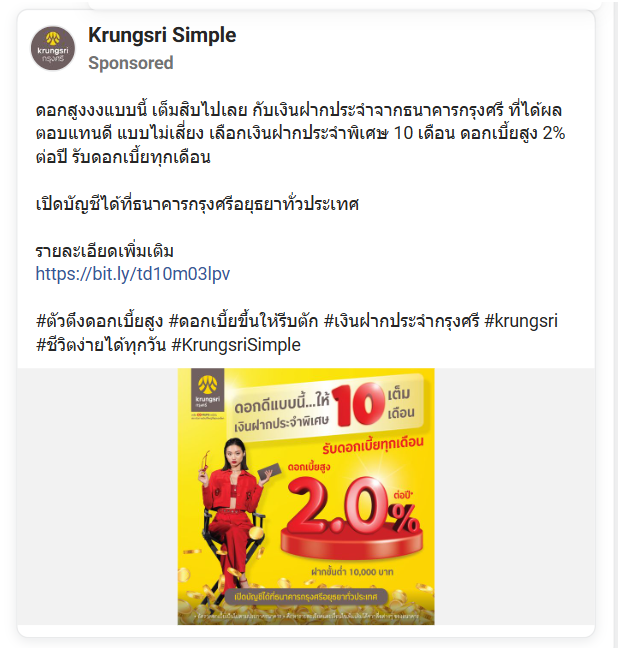 Krungsri Simple
Sponsored
ดอกสูงงงแบบนี้ เต็มสิบไปเลย กับเงินฝากประจำจากธนาคารกรุงศรี ที่ได้ผล
ตอบแทนดี แบบไม่เสี่ยง เลือกเงินฝากประจำพิเศษ 10 เดือน ดอกเบี้ยสูง 2%
ต่อปี รับดอกเบี้ยทุกเดือน
เปิดบัญชีได้ที่ธนาคารกรุงศรีอยุธยาทั่วประเทศ
รายละเอียดเพิ่มเติม
https://bit.ly/td10m03lpv
#ตัวตึงดอกเบี้ยสูง #ดอกเบี้ยขึ้นให้รีบตัก #เงินฝากประจำกรุงศรี #krungsri
#ชีวิตง่ายได้ทุกวัน #KrungsriSimple
krungsri
กรุงศรี
krungsri
กรุงศรี
ดอกดีแบบนี้...ให้ 10 เต็ม
เงินฝากประจำพิเศษ เดือน
รับดอกเบี้ยทุกเดือน
ดอกเบี้ยสูง
2.0% ต่อปี*
ฝากขั้นต่ำ 10,000 บาท
เปิดบัญชีได้ที่ธนาคารกรุงศรีอยุธยาทั่วประเทศ